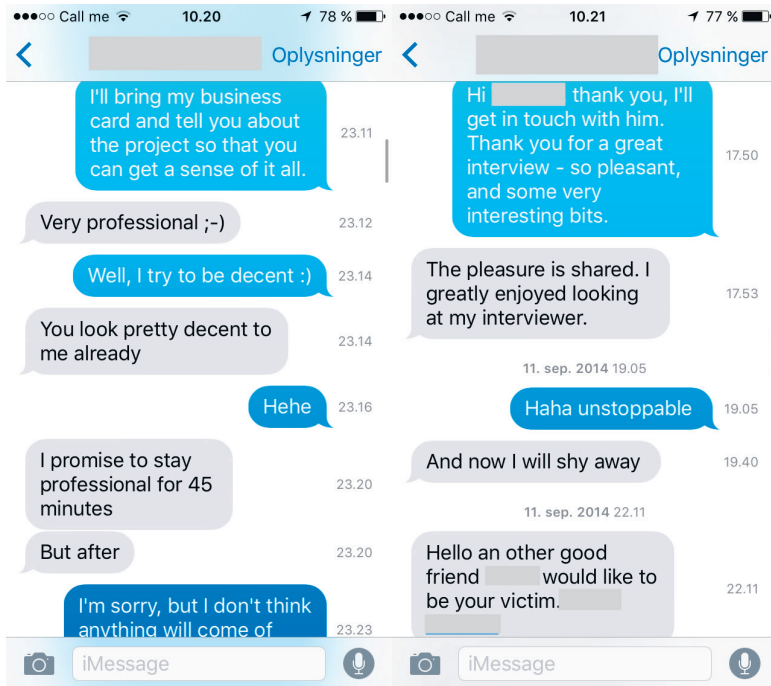 Call me 10.20 78 %
Oplysninger
I'll bring my business
card and tell you about
the project so that you
can get a sense of it all.
23.11
Very professional ;-)
23.12
Well, I try to be decent :)
23.14
You look pretty decent to
me already
23.14
Hehe
23.16
I promise to stay
professional for 45
minutes
23.20
But after
23.20
I'm sorry, but I don't think
anything will come of
23.23
iMessage
Call me 10.21 77 %
Oplysninger
Hi thank you, I'll
get in touch with him.
Thank you for a great
interview - so pleasant,
and some very
interesting bits.
17.50
The pleasure is shared. I
greatly enjoyed looking
at my interviewer.
17.53
11. sep. 2014 19.05
Haha unstoppable
19.05
And now I will shy away
19.40
11. sep. 2014 22.11
Hello an other good
friend would like to
be your victim.
22.11
iMessage